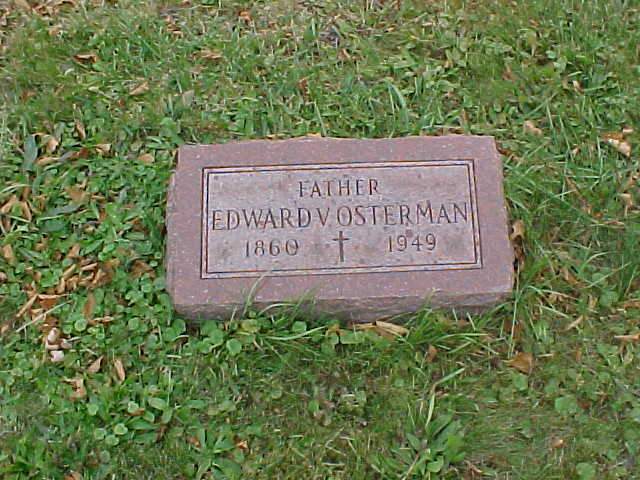 FATHER
EDWARD V OSTERMAN
1860 1949